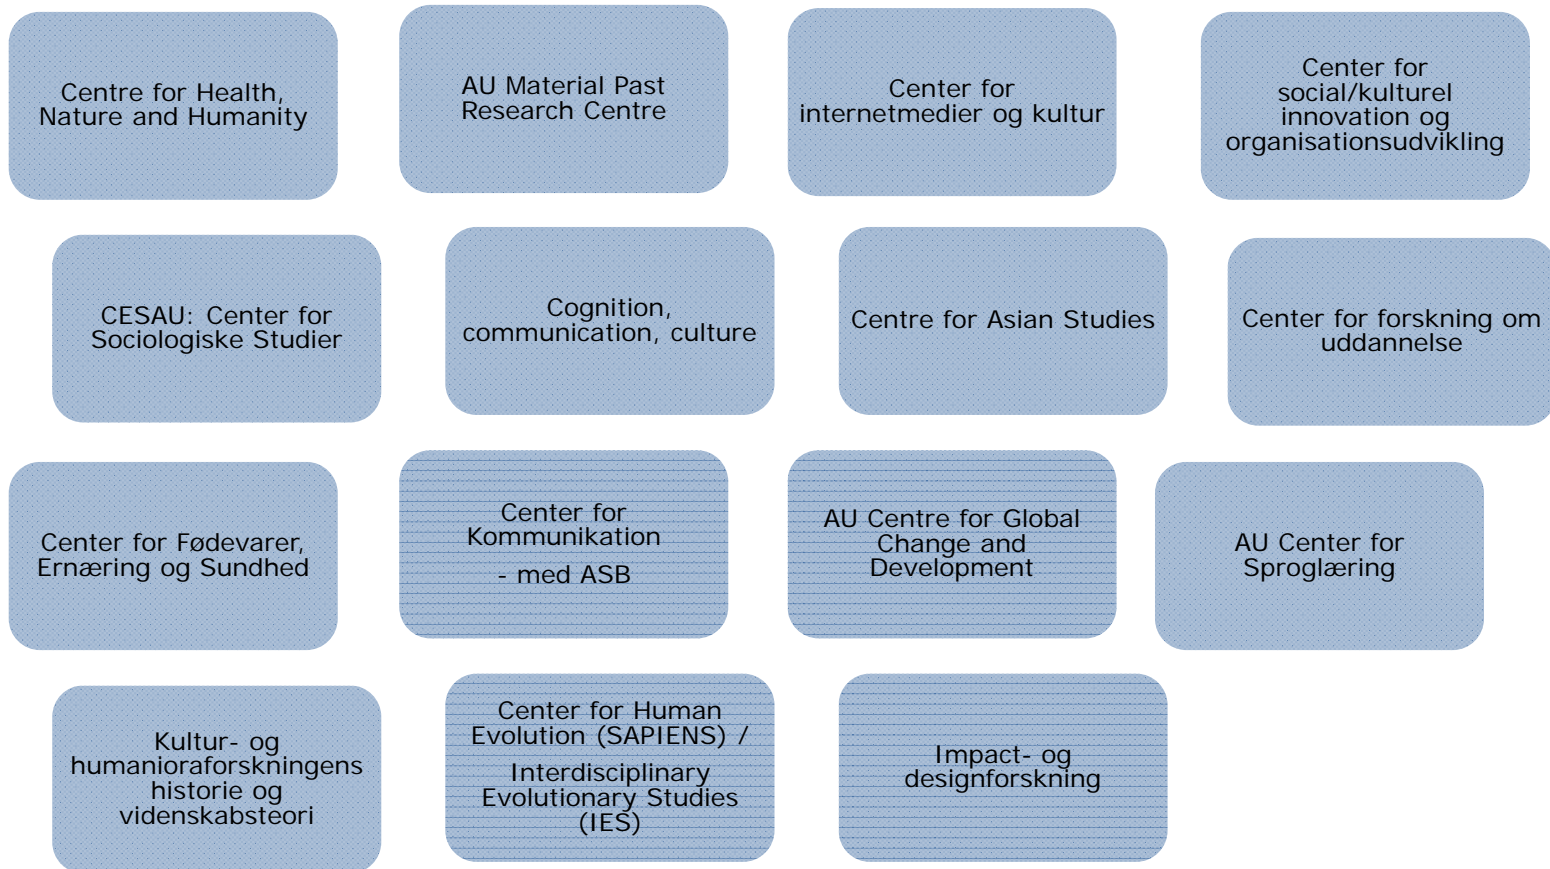 Centre for Health,
Nature and Humanity
AU Material Past
Research Centre
Center for
internetmedier og kultur
Center for
social/kulturel
innovation og
organisationsudvikling
CESAU: Center for
Sociologiske Studier
Cognition,
communication, culture
Centre for Asian Studies
Center for forskning om
uddannelse
Center for Fødevarer,
Ernæring og Sundhed
Center for
Kommunikation
- med ASB
AU Centre for Global
Change and
Development
AU Center for
Sproglæring
Kultur- og
humanioraforskningens
historie og
videnskabsteori
Center for Human
Evolution (SAPIENS) /
Interdisciplinary
Evolutionary Studies
(IES)
Impact- og
designforskning